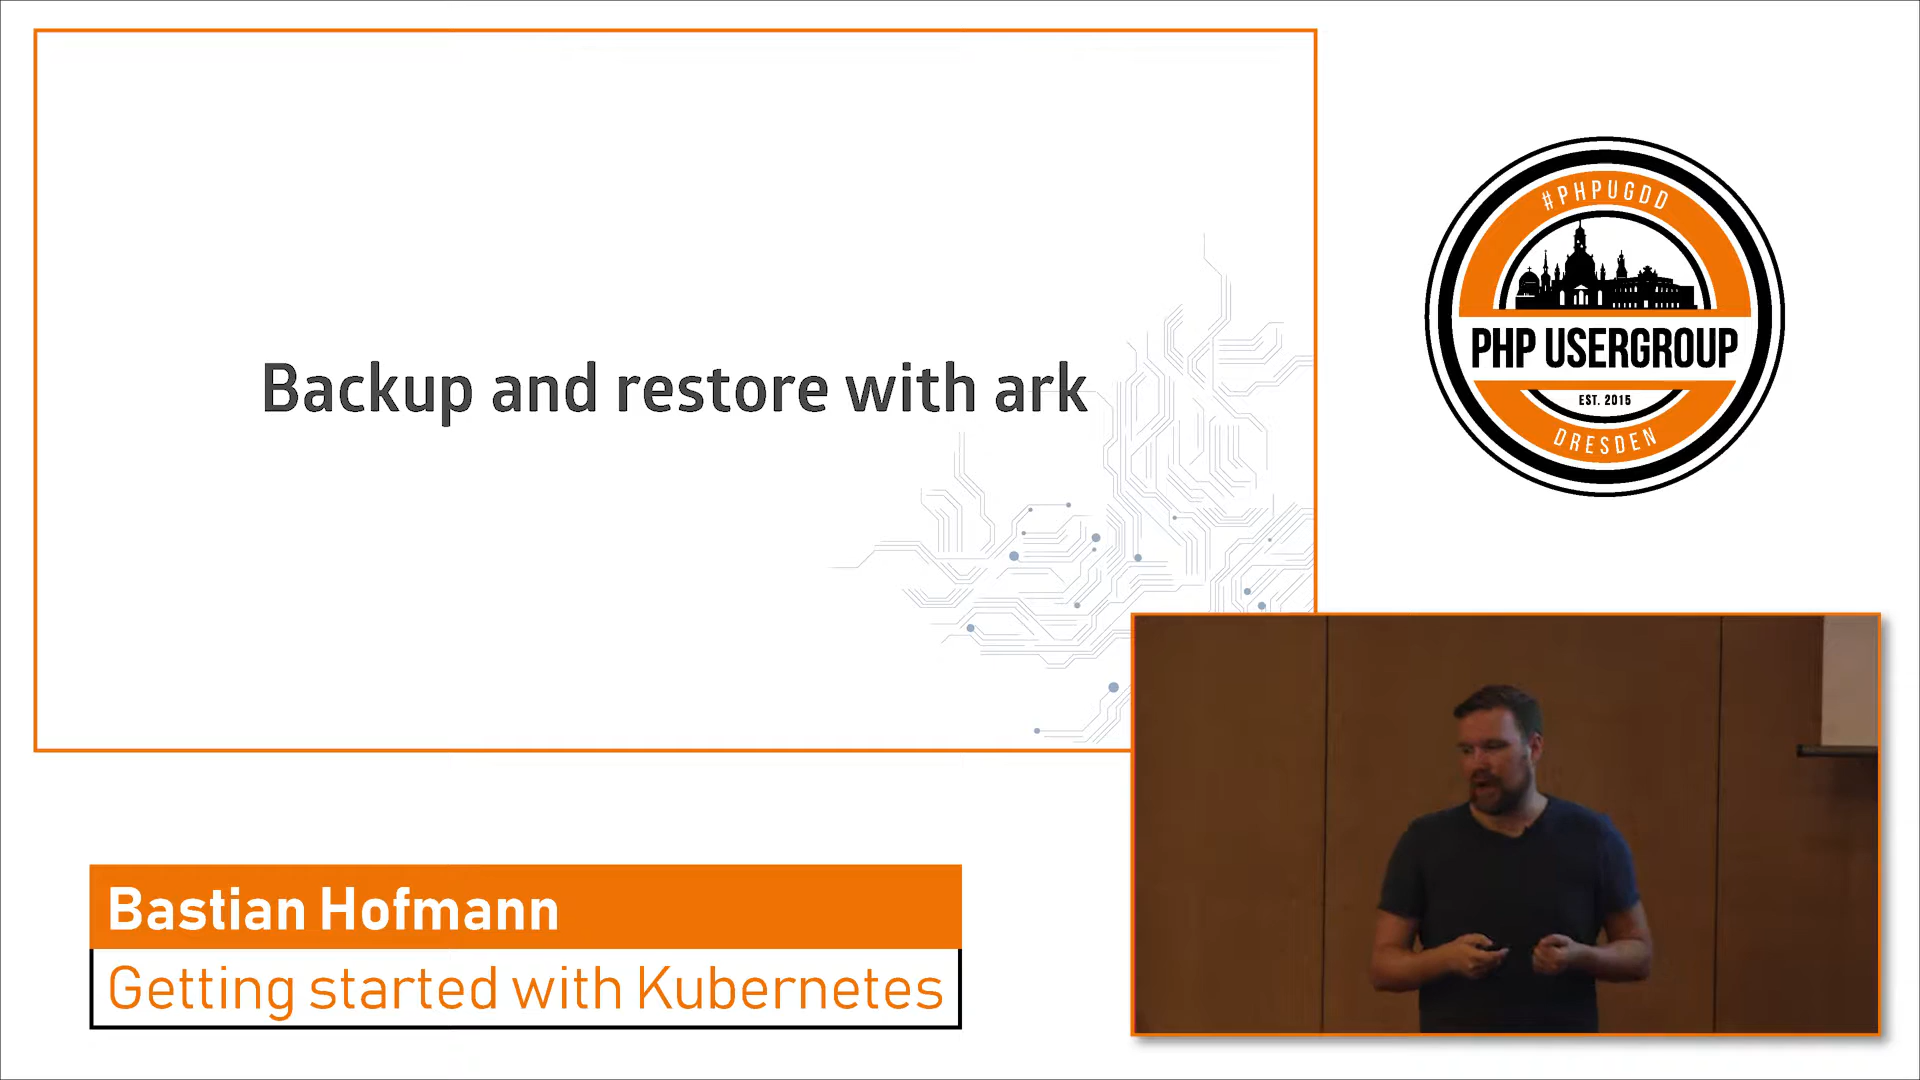 Backup and restore with ark
#PHPUGDD
PHP USERGROUP
EST. 2015
DRESDEN
Bastian Hofmann
Getting started with Kubernetes